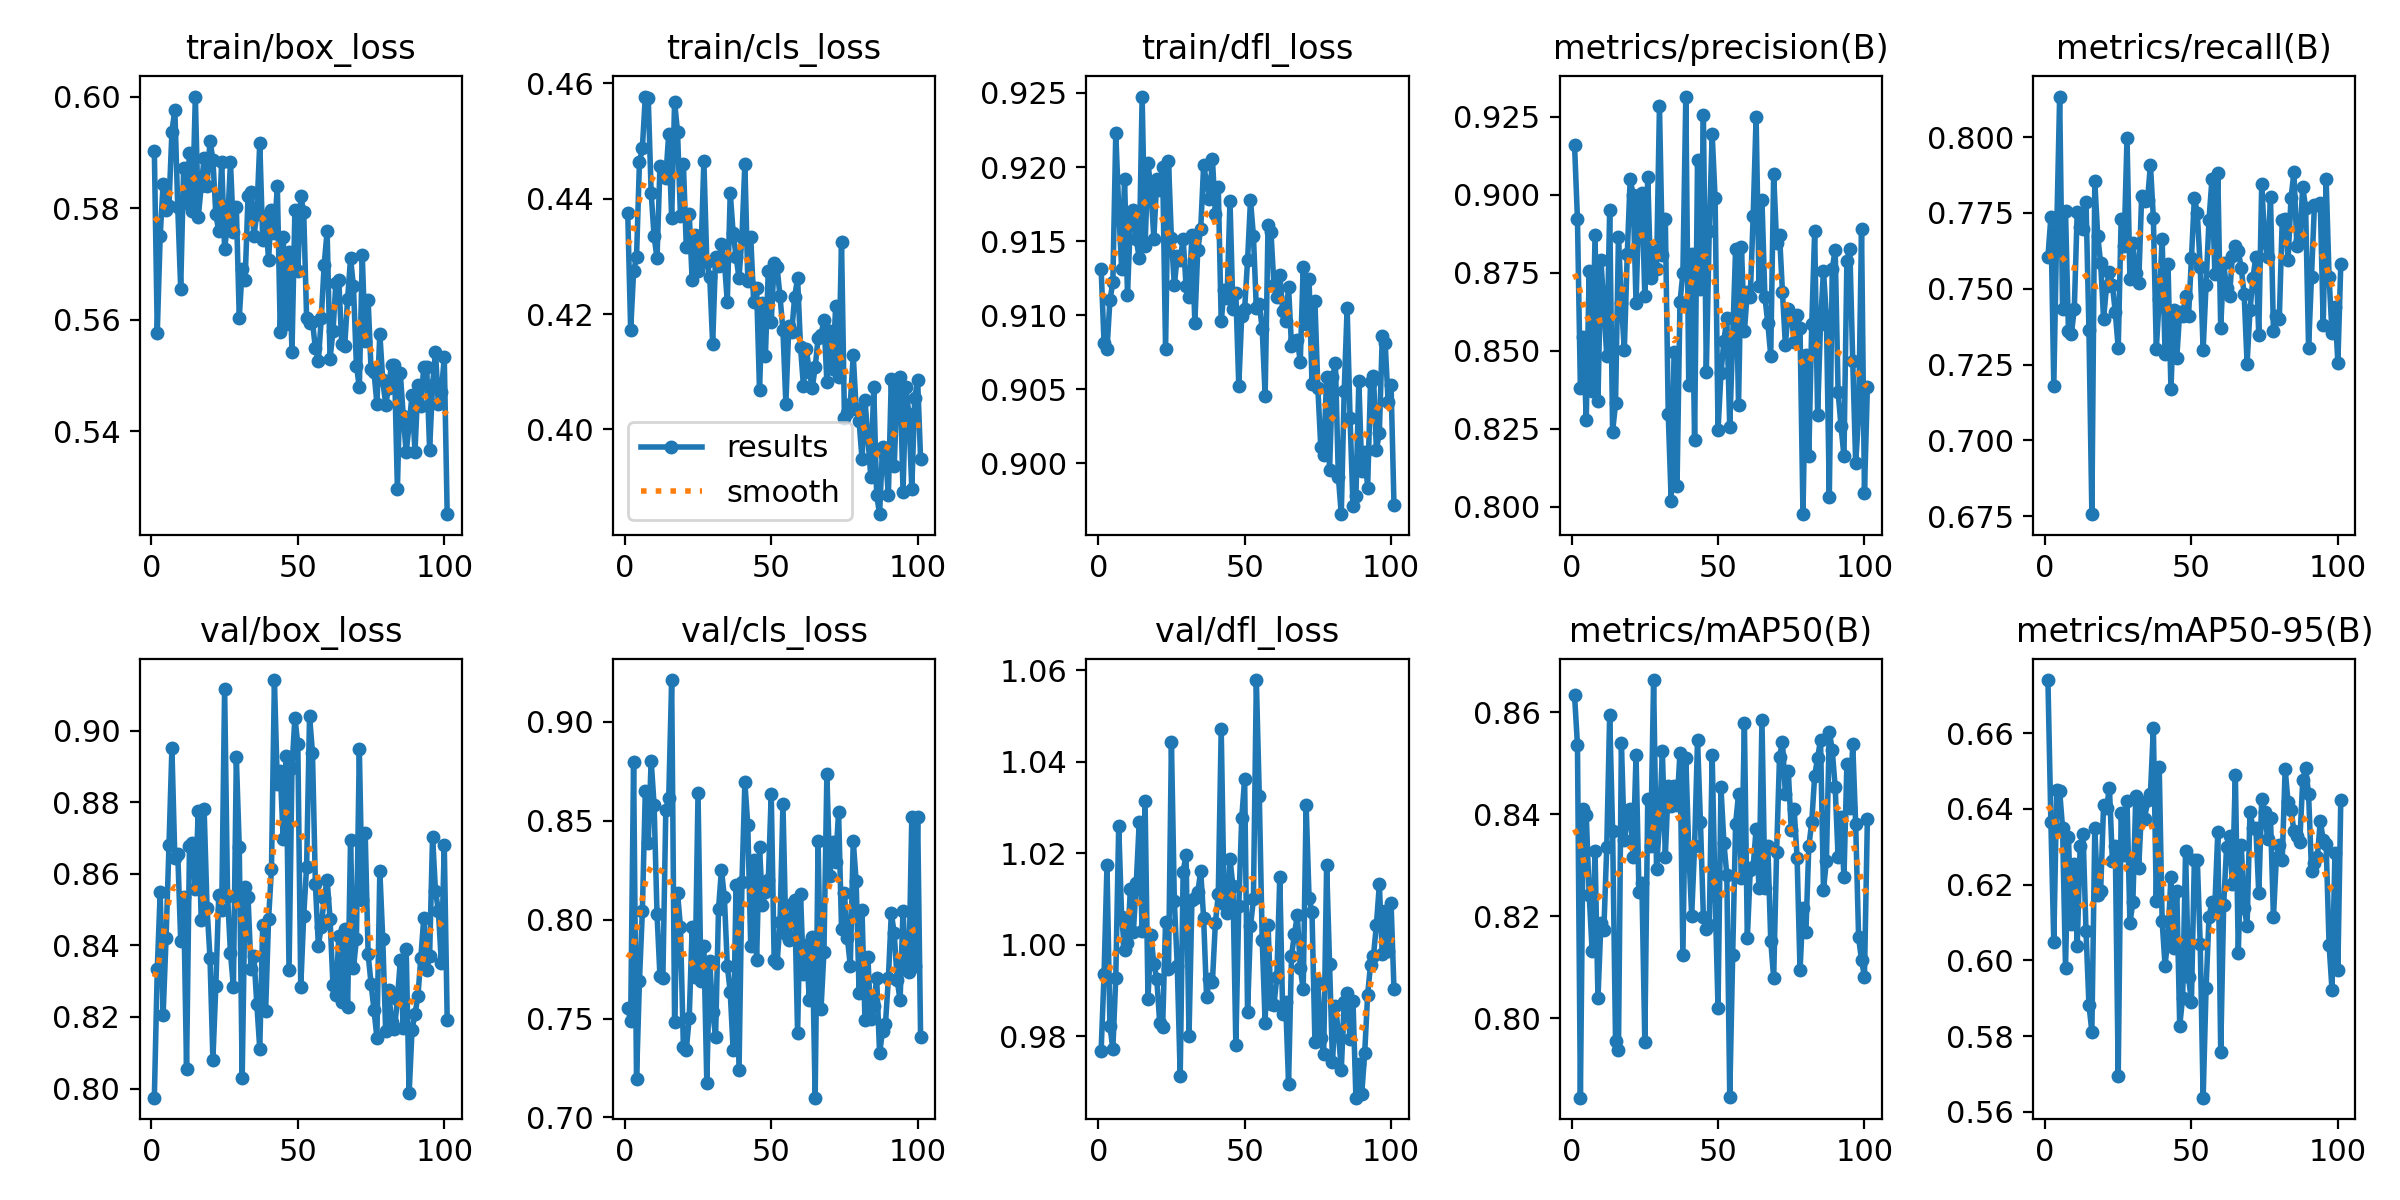 train/box_loss
0.60
0.58
0.56
0.54
0 50 100
train/cls_loss
0.46
0.44
0.42
0.40
results
smooth
0 50 100
train/dfl_loss
0.925
0.920
0.915
0.910
0.905
0.900
0 50 100
metrics/precision(B)
0.925
0.900
0.875
0.850
0.825
0.800
0 50 100
metrics/recall(B)
0.800
0.775
0.750
0.725
0.700
0.675
0 50 100
val/box_loss
0.90
0.88
0.86
0.84
0.82
0.80
0 50 100
val/cls_loss
0.90
0.85
0.80
0.75
0.70
0 50 100
val/dfl_loss
1.06
1.04
1.02
1.00
0.98
0 50 100
metrics/mAP50(B)
0.86
0.84
0.82
0.80
0 50 100
metrics/mAP50-95(B)
0.66
0.64
0.62
0.60
0.58
0.56
0 50 100